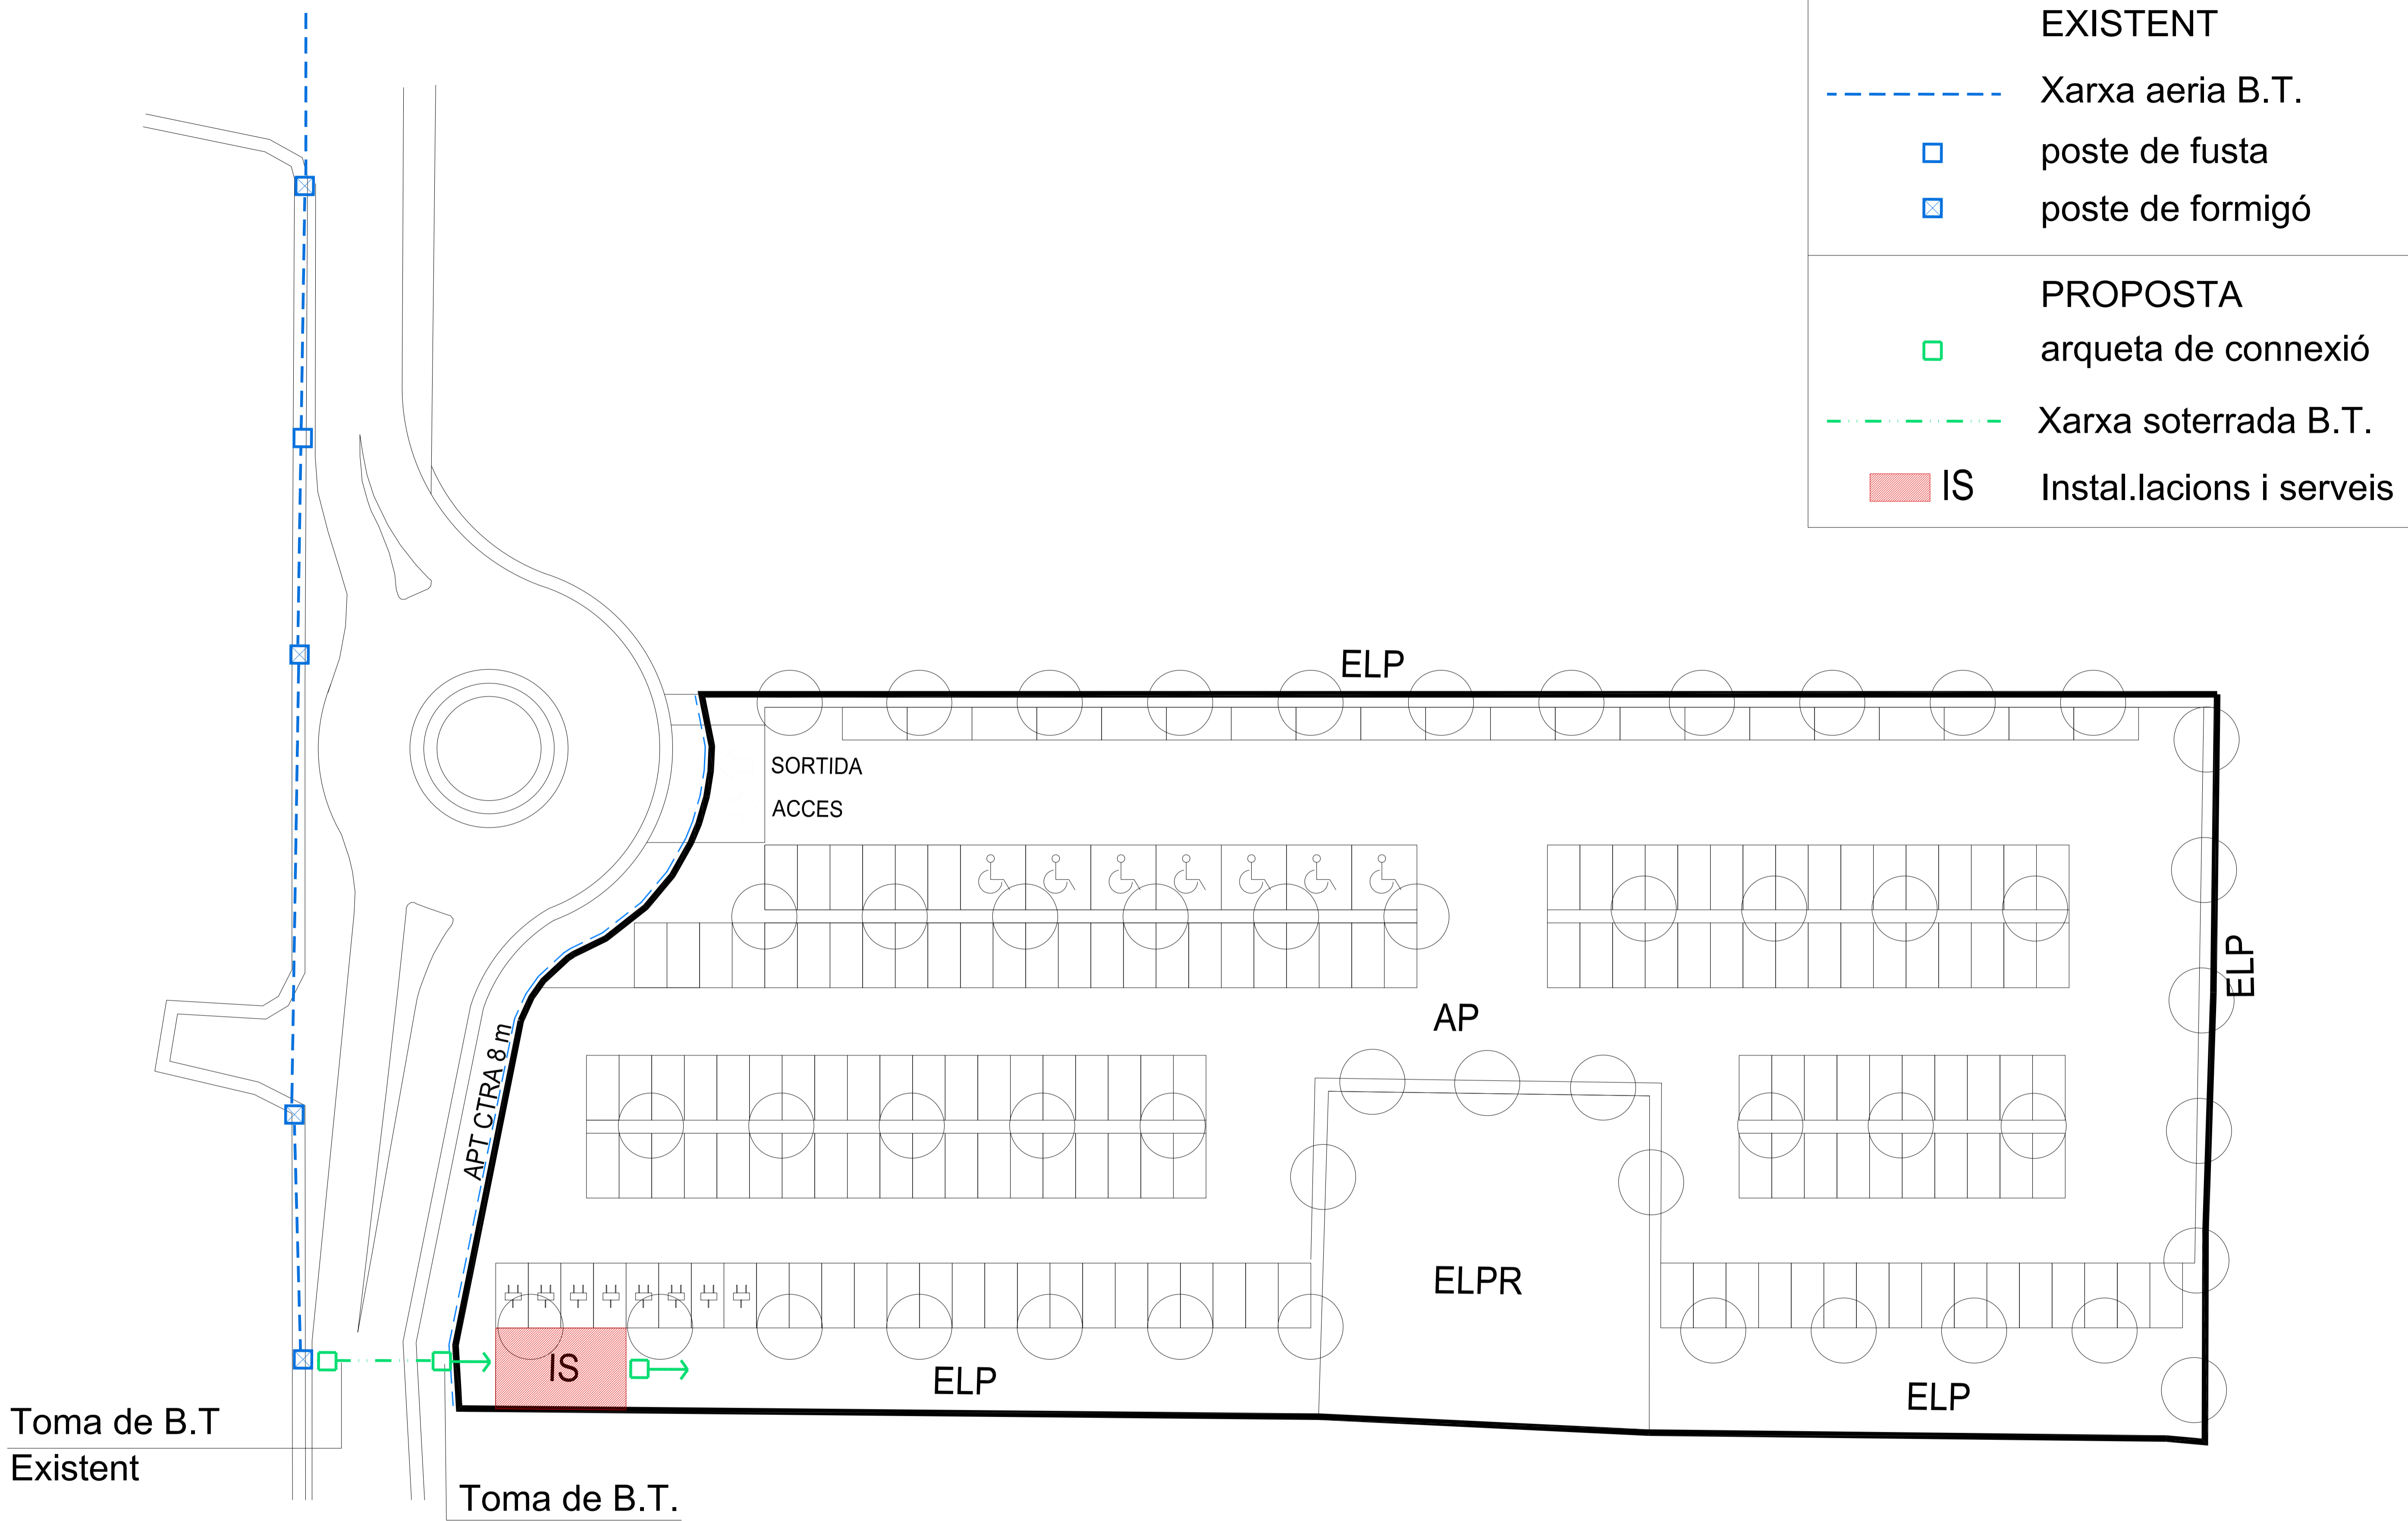 EXISTENT
Xarxa aeria B.T.
poste de fusta
poste de formigó
PROPOSTA
arqueta de connexió
Xarxa soterrada B.T.
IS Instal.lacions i serveis
ELP
SORTIDA
ACCES
ELP
AP
APT CTRA 8 m
ELPR
IS
ELP
ELP
Toma de B.T
Existent
Toma de B.T.